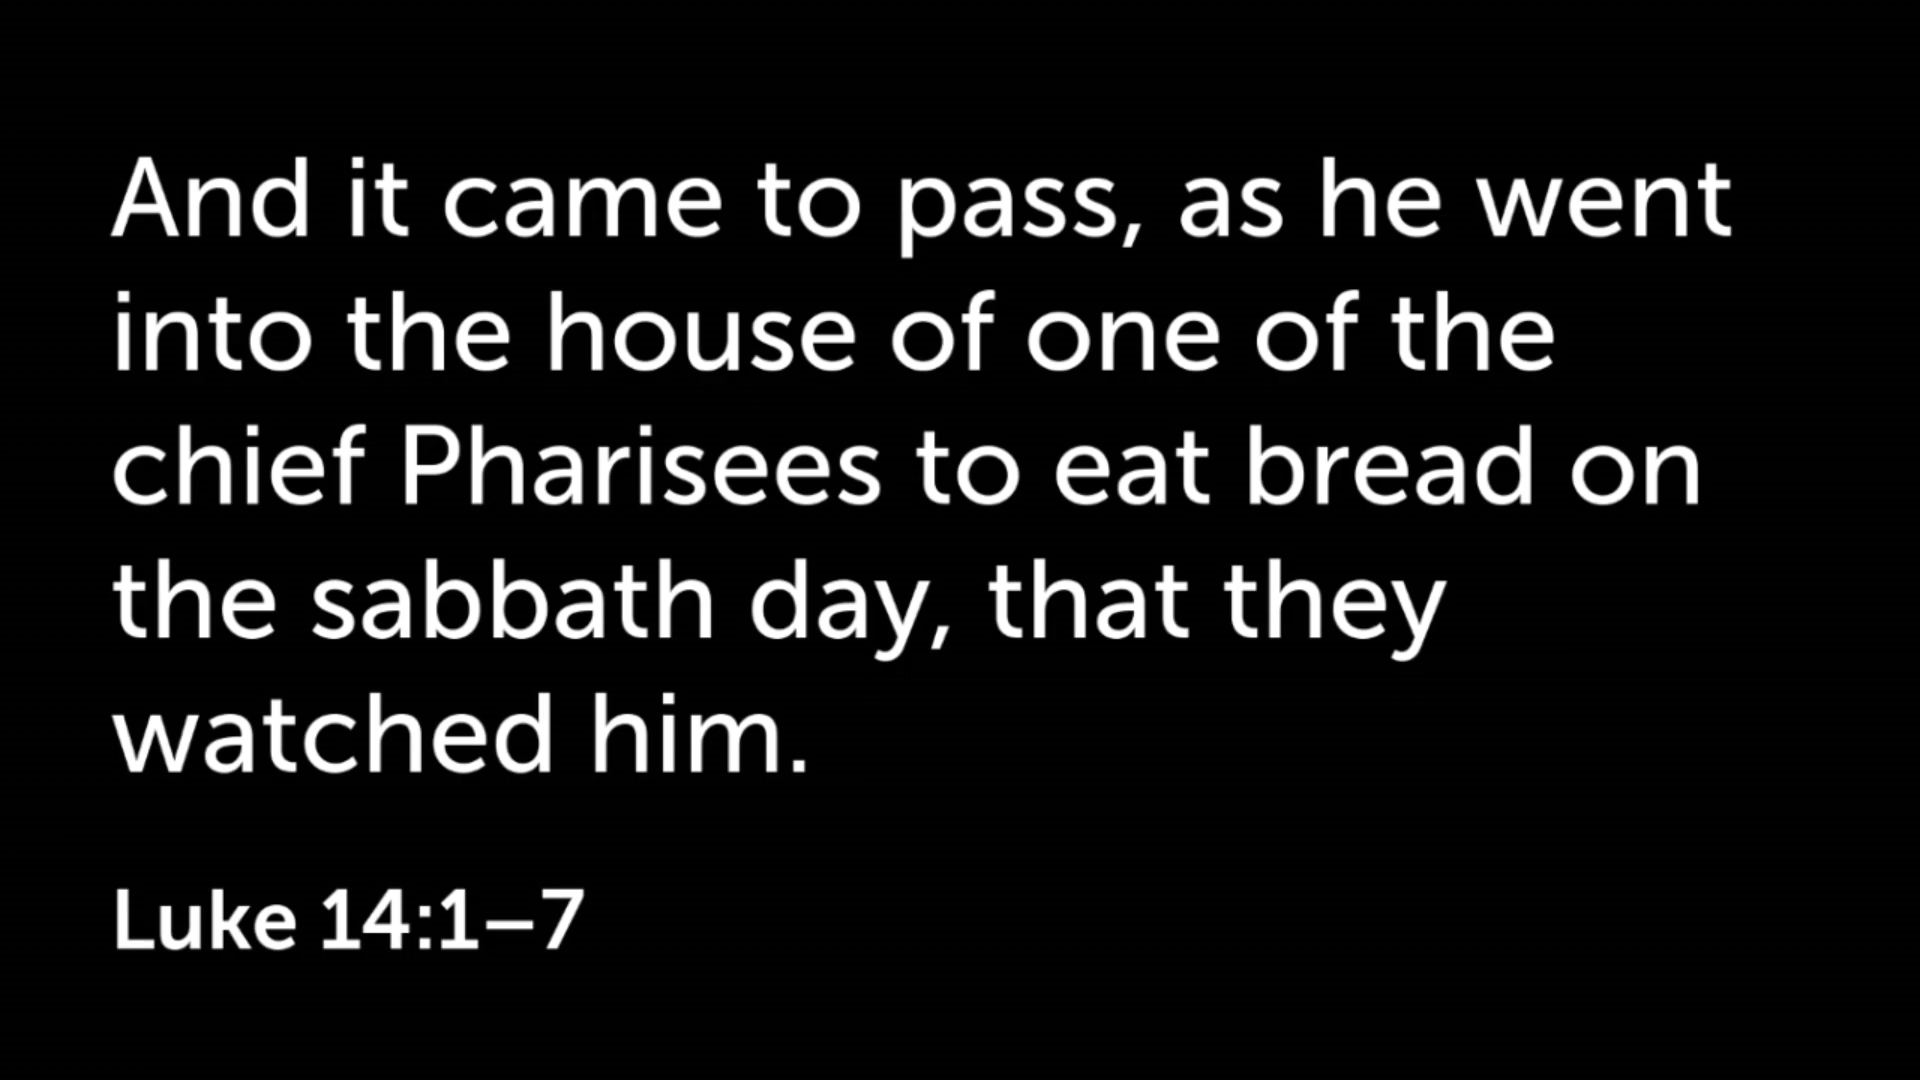 And it came to pass, as he went
into the house of one of the
chief Pharisees to eat bread on
the sabbath day, that they
watched him.
Luke 14:1–7